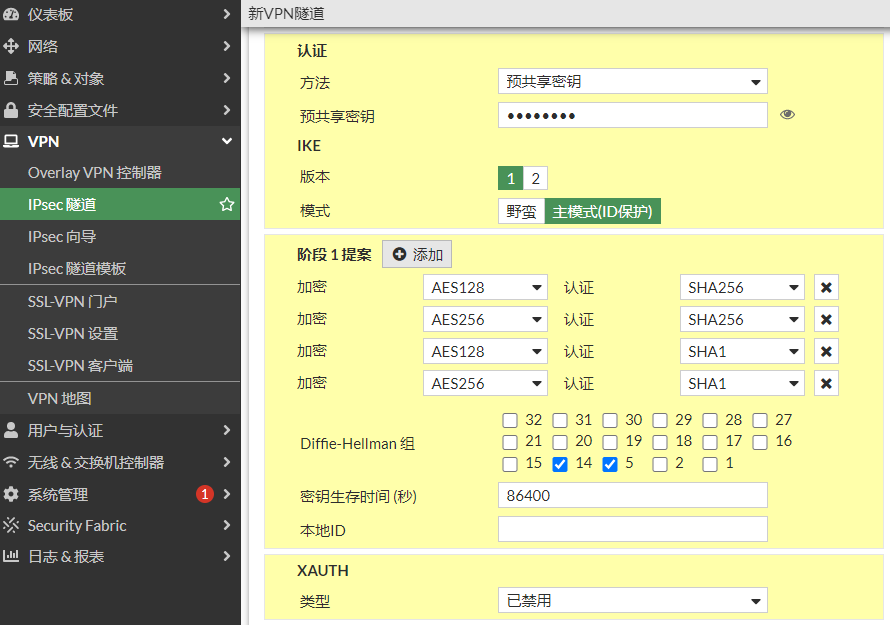 仪表板
网络
策略 & 对象
安全配置文件
VPN
Overlay VPN 控制器
IPsec 隧道
IPsec 向导
IPsec 隧道模板
SSL-VPN 门户
SSL-VPN 设置
SSL-VPN 客户端
VPN 地图
用户与认证
无线 & 交换机控制器
系统管理 1
Security Fabric
日志 & 报表
新VPN隧道
认证
方法 预共享密钥
预共享密钥 ••••••••
IKE
版本 1 2
模式 野蛮 主模式(ID保护)
阶段 1 提案 添加
加密 AES128 认证 SHA256
加密 AES256 认证 SHA256
加密 AES128 认证 SHA1
加密 AES256 认证 SHA1
32 31 30 29 28 27
Diffie-Hellman 组 21 20 19 18 17 16
15 14 5 2 1
密钥生存时间 (秒) 86400
本地ID
XAUTH
类型 已禁用